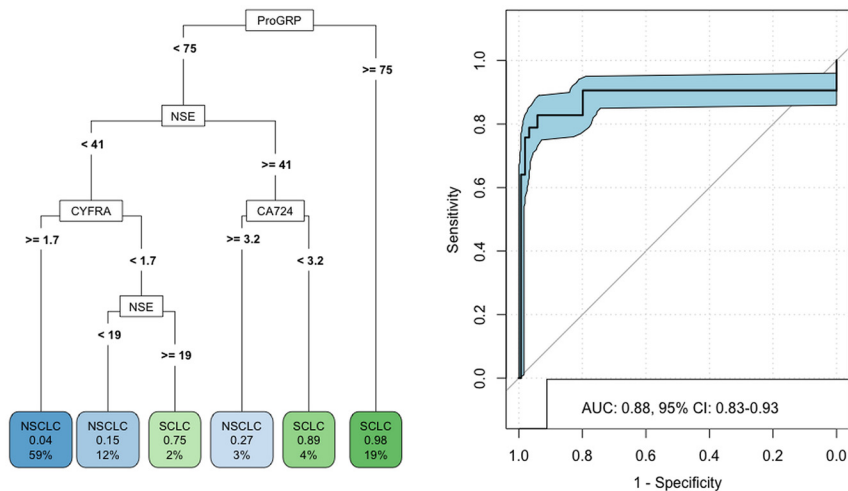 ProGRP
< 75
>= 75
NSE
< 41
>= 41
CYFRA
CA724
>= 1.7
< 1.7
>= 3.2
< 3.2
NSE
< 19
>= 19
NSCLC
0.04
59%
NSCLC
0.15
12%
SCLC
0.75
2%
NSCLC
0.27
3%
SCLC
0.89
4%
SCLC
0.98
19%
Sensitivity
1.0
0.8
0.6
0.4
0.2
0.0
AUC: 0.88, 95% CI: 0.83-0.93
1.0 0.8 0.6 0.4 0.2 0.0
1 - Specificity